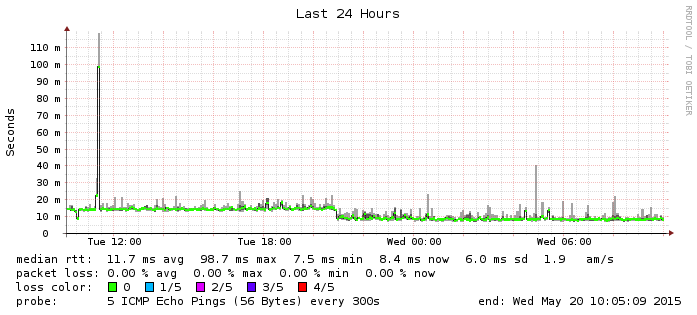 Last 24 Hours
RRDTOOL / TOBI OETIKER
Seconds
110 m
100 m
90 m
80 m
70 m
60 m
50 m
40 m
30 m
20 m
10 m
0
Tue 12:00 Tue 18:00 Wed 00:00 Wed 06:00
median rtt: 11.7 ms avg 98.7 ms max 7.5 ms min 8.4 ms now 6.0 ms sd 1.9 am/s
packet loss: 0.00 % avg 0.00 % max 0.00 % min 0.00 % now
loss color: 0 1/5 2/5 3/5 4/5
probe: 5 ICMP Echo Pings (56 Bytes) every 300s end: Wed May 20 10:05:09 2015